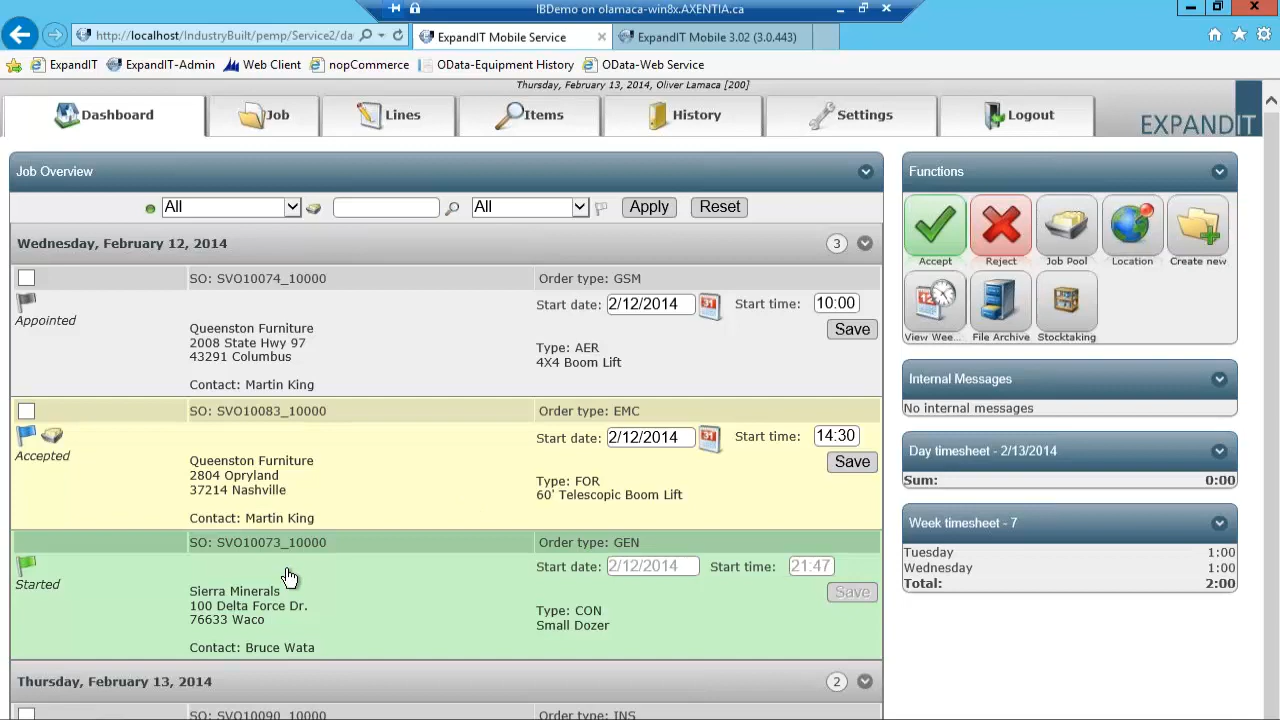 IBDemo on olamaca-win8x.AXENTIA.ca
http://localhost/IndustryBuilt/pemp/Service2/da
ExpandIT Mobile Service
ExpandIT Mobile 3.02 (3.0.443)
ExpandIT
ExpandIT-Admin
Web Client
nopCommerce
OData-Equipment History
OData-Web Service
Thursday, February 13, 2014, Oliver Lamaca [200]
Dashboard
Job
Lines
Items
History
Settings
Logout
EXPANDIT
Job Overview
All
All
Apply
Reset
Wednesday, February 12, 2014
3
SO: SVO10074_10000
Order type: GSM
Appointed
Start date: 2/12/2014
Start time: 10:00
Save
Queenston Furniture
2008 State Hwy 97
43291 Columbus
Type: AER
4X4 Boom Lift
Contact: Martin King
SO: SVO10083_10000
Order type: EMC
Accepted
Start date: 2/12/2014
Start time: 14:30
Save
Queenston Furniture
2804 Opryland
37214 Nashville
Type: FOR
60' Telescopic Boom Lift
Contact: Martin King
SO: SVO10073_10000
Order type: GEN
Started
Start date: 2/12/2014
Start time: 21:47
Save
Sierra Minerals
100 Delta Force Dr.
76633 Waco
Type: CON
Small Dozer
Contact: Bruce Wata
Thursday, February 13, 2014
2
SO: SVO10090_10000
Order type: INS
Functions
Accept
Reject
Job Pool
Location
Create new
View Wee...
File Archive
Stocktaking
Internal Messages
No internal messages
Day timesheet - 2/13/2014
Sum: 0:00
Week timesheet - 7
Tuesday 1:00
Wednesday 1:00
Total: 2:00